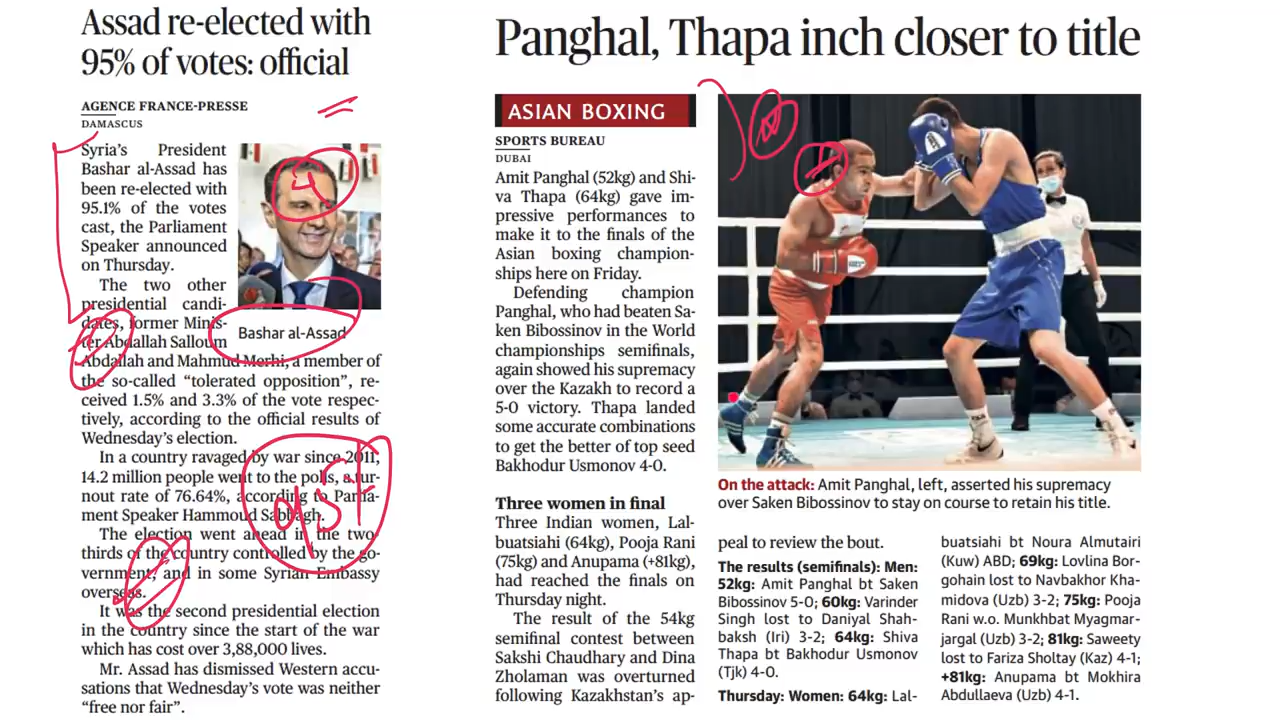 Assad re-elected with
95% of votes: official
AGENCE FRANCE-PRESSE
DAMASCUS
Syria's President
Bashar al-Assad has
been re-elected with
95.1% of the votes
cast, the Parliament
Speaker announced
on Thursday.
The two other
presidential candi-
dates, former Minis-
ter Abdallah Salloum
Abdallah and Mahmud Merhi, a member of
the so-called "tolerated opposition", re-
ceived 1.5% and 3.3% of the vote respec-
tively, according to the official results of
Wednesday's election.
In a country ravaged by war since 2011,
14.2 million people went to the polls, a tur-
nout rate of 76.64%, according to Parlia-
ment Speaker Hammoud Sabbagh.
The election went ahead in the two-
thirds of the country controlled by the go-
vernment, and in some Syrian Embassy
overseas.
It was the second presidential election
in the country since the start of the war
which has cost over 3,88,000 lives.
Mr. Assad has dismissed Western accu-
sations that Wednesday's vote was neither
"free nor fair".
Bashar al-Assad
4
95%
Panghal, Thapa inch closer to title
ASIAN BOXING
SPORTS BUREAU
DUBAI
Amit Panghal (52kg) and Shi-
va Thapa (64kg) gave im-
pressive performances to
make it to the finals of the
Asian boxing champion-
ships here on Friday.
Defending champion
Panghal, who had beaten Sa-
ken Bibossinov in the World
championships semifinals,
again showed his supremacy
over the Kazakh to record a
5-0 victory. Thapa landed
some accurate combinations
to get the better of top seed
Bakhodur Usmonov 4-0.
Three women in final
Three Indian women, Lal-
buatsiahi (64kg), Pooja Rani
(75kg) and Anupama (+81kg),
had reached the finals on
Thursday night.
The result of the 54kg
semifinal contest between
Sakshi Chaudhary and Dina
Zholaman was overturned
following Kazakhstan's ap-
On the attack: Amit Panghal, left, asserted his supremacy
over Saken Bibossinov to stay on course to retain his title.
peal to review the bout.
The results (semifinals): Men:
52kg: Amit Panghal bt Saken
Bibossinov 5-0; 60kg: Varinder
Singh lost to Daniyal Shah-
baksh (Iri) 3-2; 64kg: Shiva
Thapa bt Bakhodur Usmonov
(Tjk) 4-0.
Thursday: Women: 64kg: Lal-
buatsiahi bt Noura Almutairi
(Kuw) ABD; 69kg: Lovlina Bor-
gohain lost to Navbakhor Kha-
midova (Uzb) 3-2; 75kg: Pooja
Rani w.o. Munkhbat Myagmar-
jargal (Uzb) 3-2; 81kg: Saweety
lost to Fariza Sholtay (Kaz) 4-1;
+81kg: Anupama bt Mokhira
Abdullaeva (Uzb) 4-1.